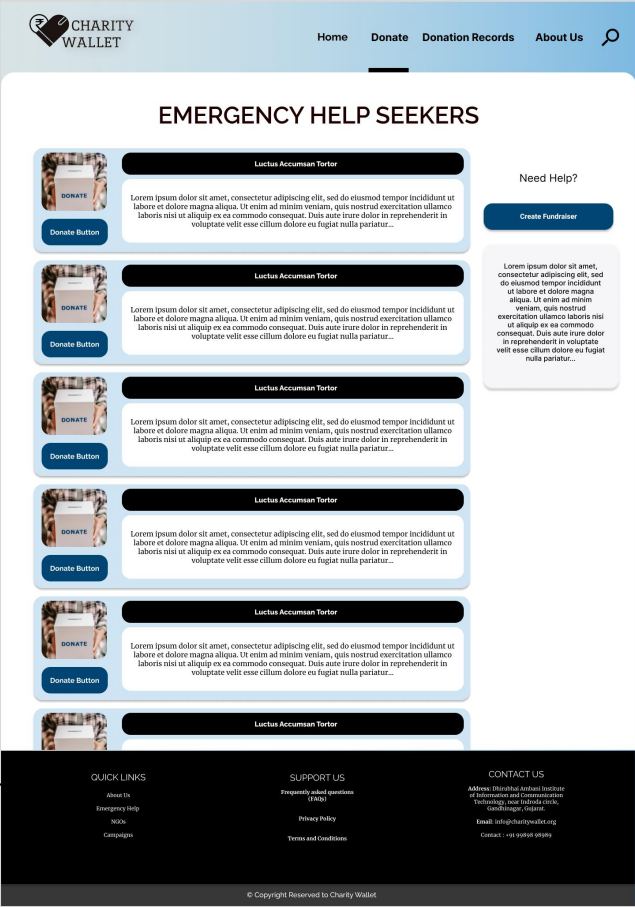 ₹ CHARITY
WALLET
Home Donate Donation Records About Us
EMERGENCY HELP SEEKERS
DONATE
Donate Button
Luctus Accumsan Tortor
Lorem ipsum dolor sit amet, consectetur adipiscing elit, sed do eiusmod tempor incididunt ut
labore et dolore magna aliqua. Ut enim ad minim veniam, quis nostrud exercitation ullamco
laboris nisi ut aliquip ex ea commodo consequat. Duis aute irure dolor in reprehenderit in
voluptate velit esse cillum dolore eu fugiat nulla pariatur...
DONATE
Donate Button
Luctus Accumsan Tortor
Lorem ipsum dolor sit amet, consectetur adipiscing elit, sed do eiusmod tempor incididunt ut
labore et dolore magna aliqua. Ut enim ad minim veniam, quis nostrud exercitation ullamco
laboris nisi ut aliquip ex ea commodo consequat. Duis aute irure dolor in reprehenderit in
voluptate velit esse cillum dolore eu fugiat nulla pariatur...
DONATE
Donate Button
Luctus Accumsan Tortor
Lorem ipsum dolor sit amet, consectetur adipiscing elit, sed do eiusmod tempor incididunt ut
labore et dolore magna aliqua. Ut enim ad minim veniam, quis nostrud exercitation ullamco
laboris nisi ut aliquip ex ea commodo consequat. Duis aute irure dolor in reprehenderit in
voluptate velit esse cillum dolore eu fugiat nulla pariatur...
DONATE
Donate Button
Luctus Accumsan Tortor
Lorem ipsum dolor sit amet, consectetur adipiscing elit, sed do eiusmod tempor incididunt ut
labore et dolore magna aliqua. Ut enim ad minim veniam, quis nostrud exercitation ullamco
laboris nisi ut aliquip ex ea commodo consequat. Duis aute irure dolor in reprehenderit in
voluptate velit esse cillum dolore eu fugiat nulla pariatur...
DONATE
Donate Button
Luctus Accumsan Tortor
Lorem ipsum dolor sit amet, consectetur adipiscing elit, sed do eiusmod tempor incididunt ut
labore et dolore magna aliqua. Ut enim ad minim veniam, quis nostrud exercitation ullamco
laboris nisi ut aliquip ex ea commodo consequat. Duis aute irure dolor in reprehenderit in
voluptate velit esse cillum dolore eu fugiat nulla pariatur...
Luctus Accumsan Tortor
Need Help?
Create Fundraiser
Lorem ipsum dolor sit amet,
consectetur adipiscing elit, sed
do eiusmod tempor incididunt
ut labore et dolore magna
aliqua. Ut enim ad minim
veniam, quis nostrud
exercitation ullamco laboris nisi
ut aliquip ex ea commodo
consequat. Duis aute irure dolor
in reprehenderit in voluptate
velit esse cillum dolore eu fugiat
nulla pariatur...
QUICK LINKS
About Us
Emergency Help
NGOs
Campaigns
SUPPORT US
Frequently asked questions
(FAQs)
Privacy Policy
Terms and Conditions
CONTACT US
Address: Dhirubhai Ambani Institute
of Information and Communication
Technology, near Indroda circle,
Gandhinagar, Gujarat.
Email: info@charitywallet.org
Contact : +91 99898 98989
© Copyright Reserved to Charity Wallet